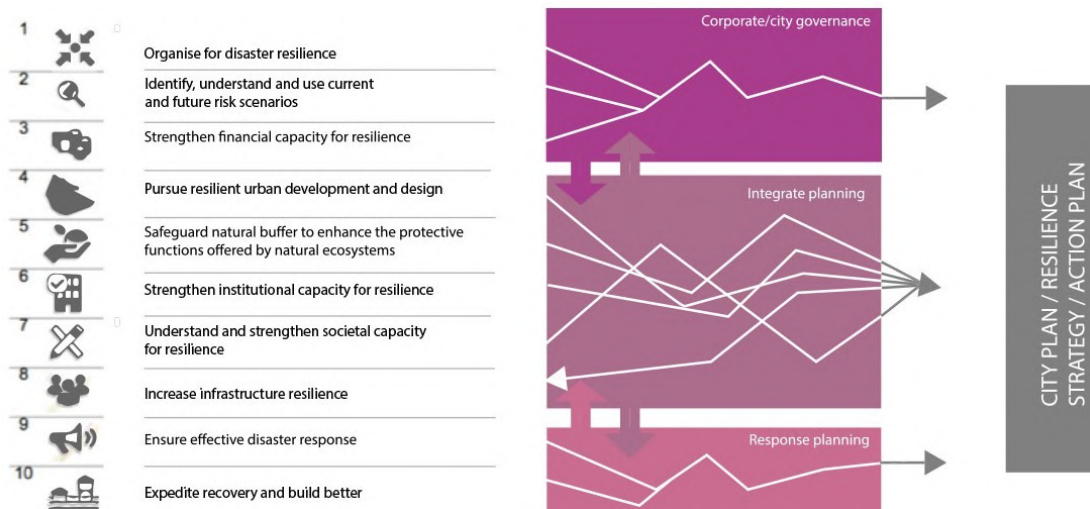 1
Organise for disaster resilience
2
Identify, understand and use current
and future risk scenarios
3
Strengthen financial capacity for resilience
4
Pursue resilient urban development and design
5
Safeguard natural buffer to enhance the protective
functions offered by natural ecosystems
6
Strengthen institutional capacity for resilience
7
Understand and strengthen societal capacity
for resilience
8
Increase infrastructure resilience
9
Ensure effective disaster response
10
Expedite recovery and build better
Corporate/city governance
Integrate planning
Response planning
CITY PLAN / RESILIENCE
STRATEGY / ACTION PLAN